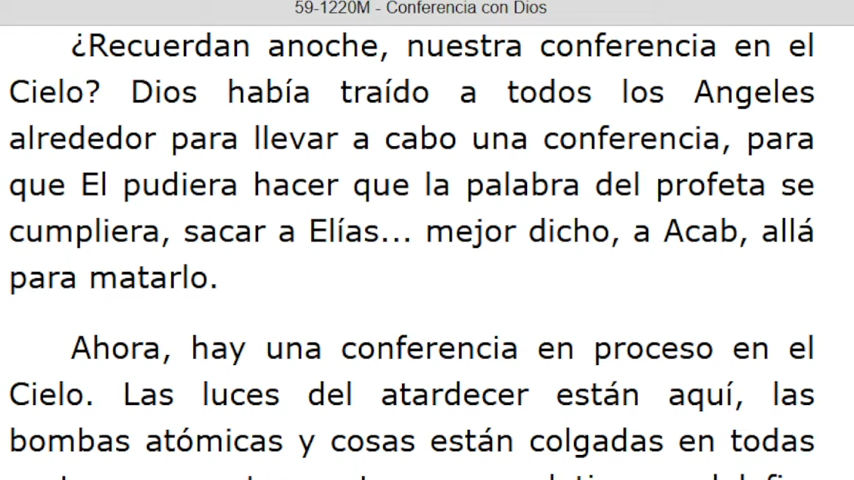 59-1220M - Conferencia con Dios
¿Recuerdan anoche, nuestra conferencia en el
Cielo? Dios había traído a todos los Angeles
alrededor para llevar a cabo una conferencia, para
que El pudiera hacer que la palabra del profeta se
cumpliera, sacar a Elías... mejor dicho, a Acab, allá
para matarlo.
Ahora, hay una conferencia en proceso en el
Cielo. Las luces del atardecer están aquí, las
bombas atómicas y cosas están colgadas en todas